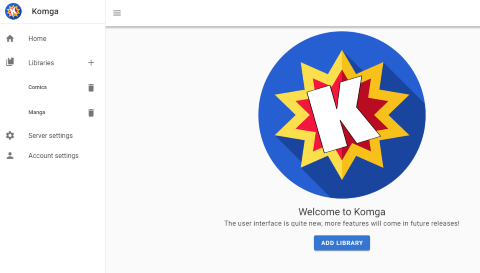 Komga
Home
Libraries
Comics
Manga
Server settings
Account settings
K
Welcome to Komga
The user interface is quite new, more features will come in future releases!
ADD LIBRARY